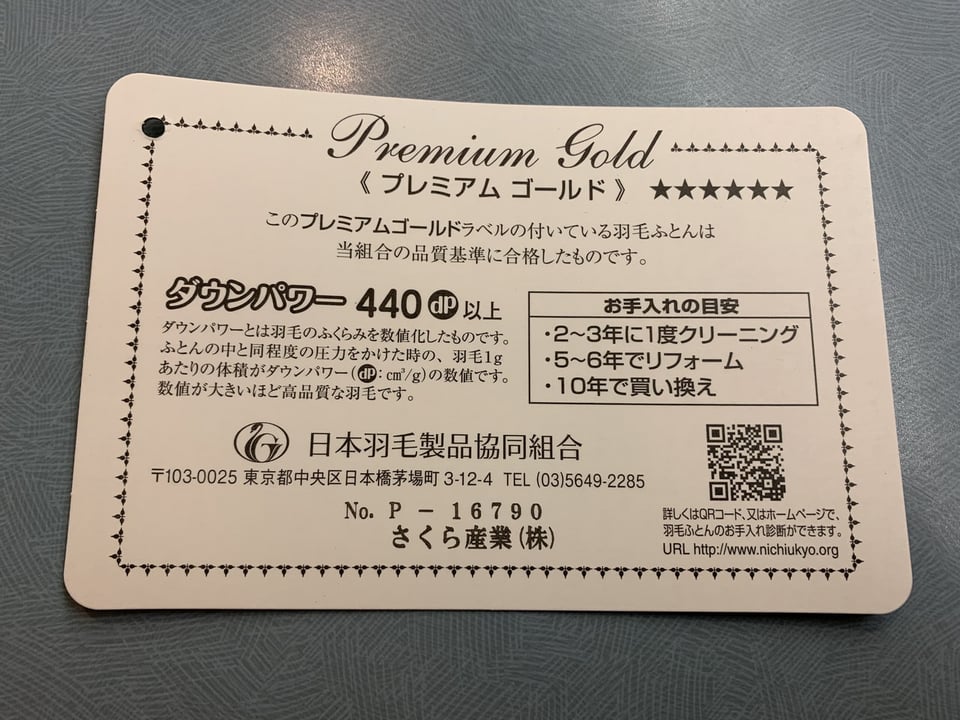 Premium Gold
《 プレミアム ゴールド 》 ★★★★★★
このプレミアムゴールドラベルの付いている羽毛ふとんは
当組合の品質基準に合格したものです。
ダウンパワー 440 dp 以上
ダウンパワーとは羽毛のふくらみを数値化したものです。
ふとんの中と同程度の圧力をかけた時の、羽毛1g
あたりの体積がダウンパワー(dp:cm³/g)の数値です。
数値が大きいほど高品質な羽毛です。
お手入れの目安
・2〜3年に1度クリーニング
・5〜6年でリフォーム
・10年で買い換え
日本羽毛製品協同組合
〒103-0025 東京都中央区日本橋茅場町 3-12-4 TEL (03)5649-2285
No. P - 16790
さくら産業(株)
詳しくはQRコード、又はホームページで、
羽毛ふとんのお手入れ診断ができます。
URL http://www.nichiukyo.org